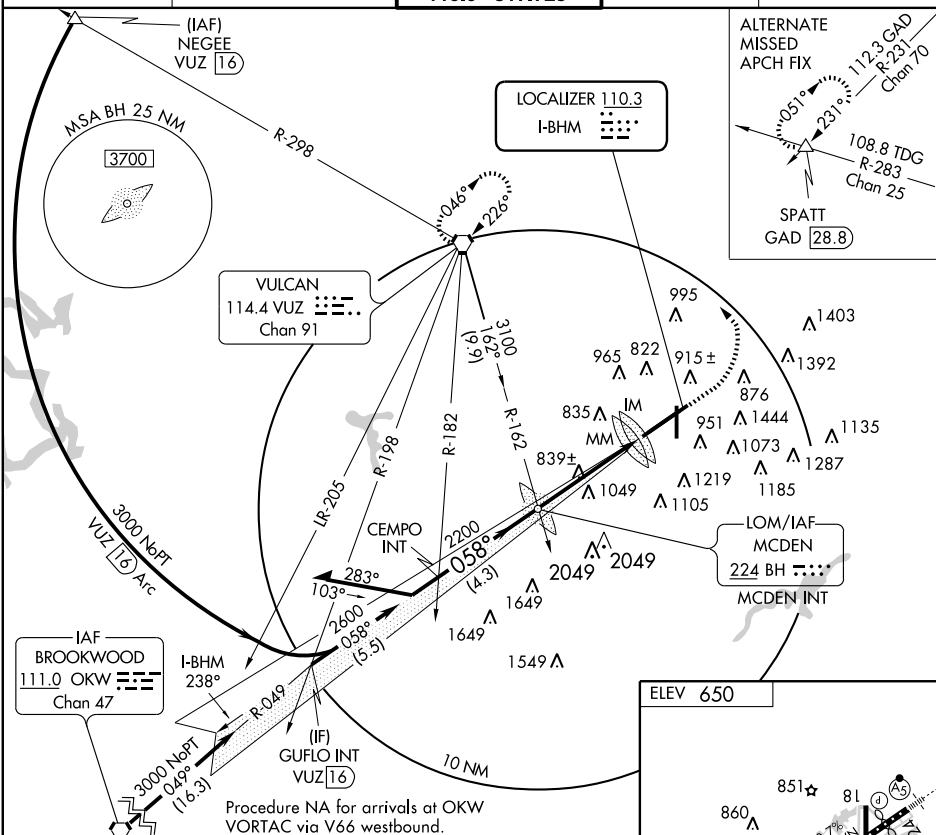 (IAF)
NEGEE
VUZ 16
MSA BH 25 NM
3700
R-298
LOCALIZER 110.3
I-BHM
ALTERNATE
MISSED
APCH FIX
112.3 GAD
R-231
Chan 70
051°
231°
108.8 TDG
R-283
Chan 25
SPATT
GAD 28.8
046°
226°
VULCAN
114.4 VUZ
Chan 91
3100
162°
(9.9)
R-162
R-182
R-198
LR-205
995
1403
965
822
915±
1392
876
835
IM
951
1444
1135
MM
1073
839±
1287
1219
1185
1049
1105
3000 NoPT
VUZ 16 Arc
CEMPO
INT
2200
058°
(4.3)
LOM/IAF
MCDEN
224 BH
MCDEN INT
283°
103°
2049
2049
1649
1649
1549
2600
058°
(5.5)
IAF
BROOKWOOD
111.0 OKW
Chan 47
I-BHM
238°
R-049
3000 NoPT
049°
(16.3)
(IF)
GUFLO INT
VUZ 16
10 NM
Procedure NA for arrivals at OKW
VORTAC via V66 westbound.
ELEV 650
851
18
P
A5
860